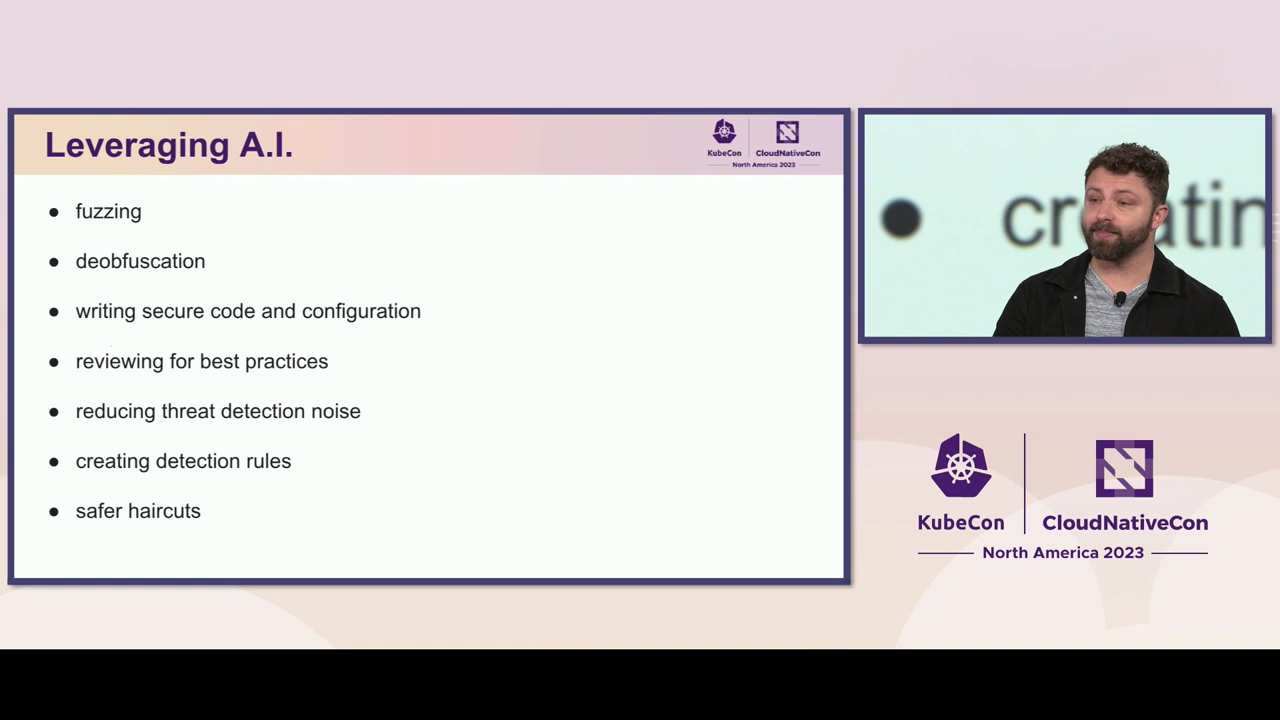 Leveraging A.I.
KubeCon
CloudNativeCon
North America 2023
● fuzzing
● deobfuscation
● writing secure code and configuration
● reviewing for best practices
● reducing threat detection noise
● creating detection rules
● safer haircuts
●
KubeCon
CloudNativeCon
North America 2023